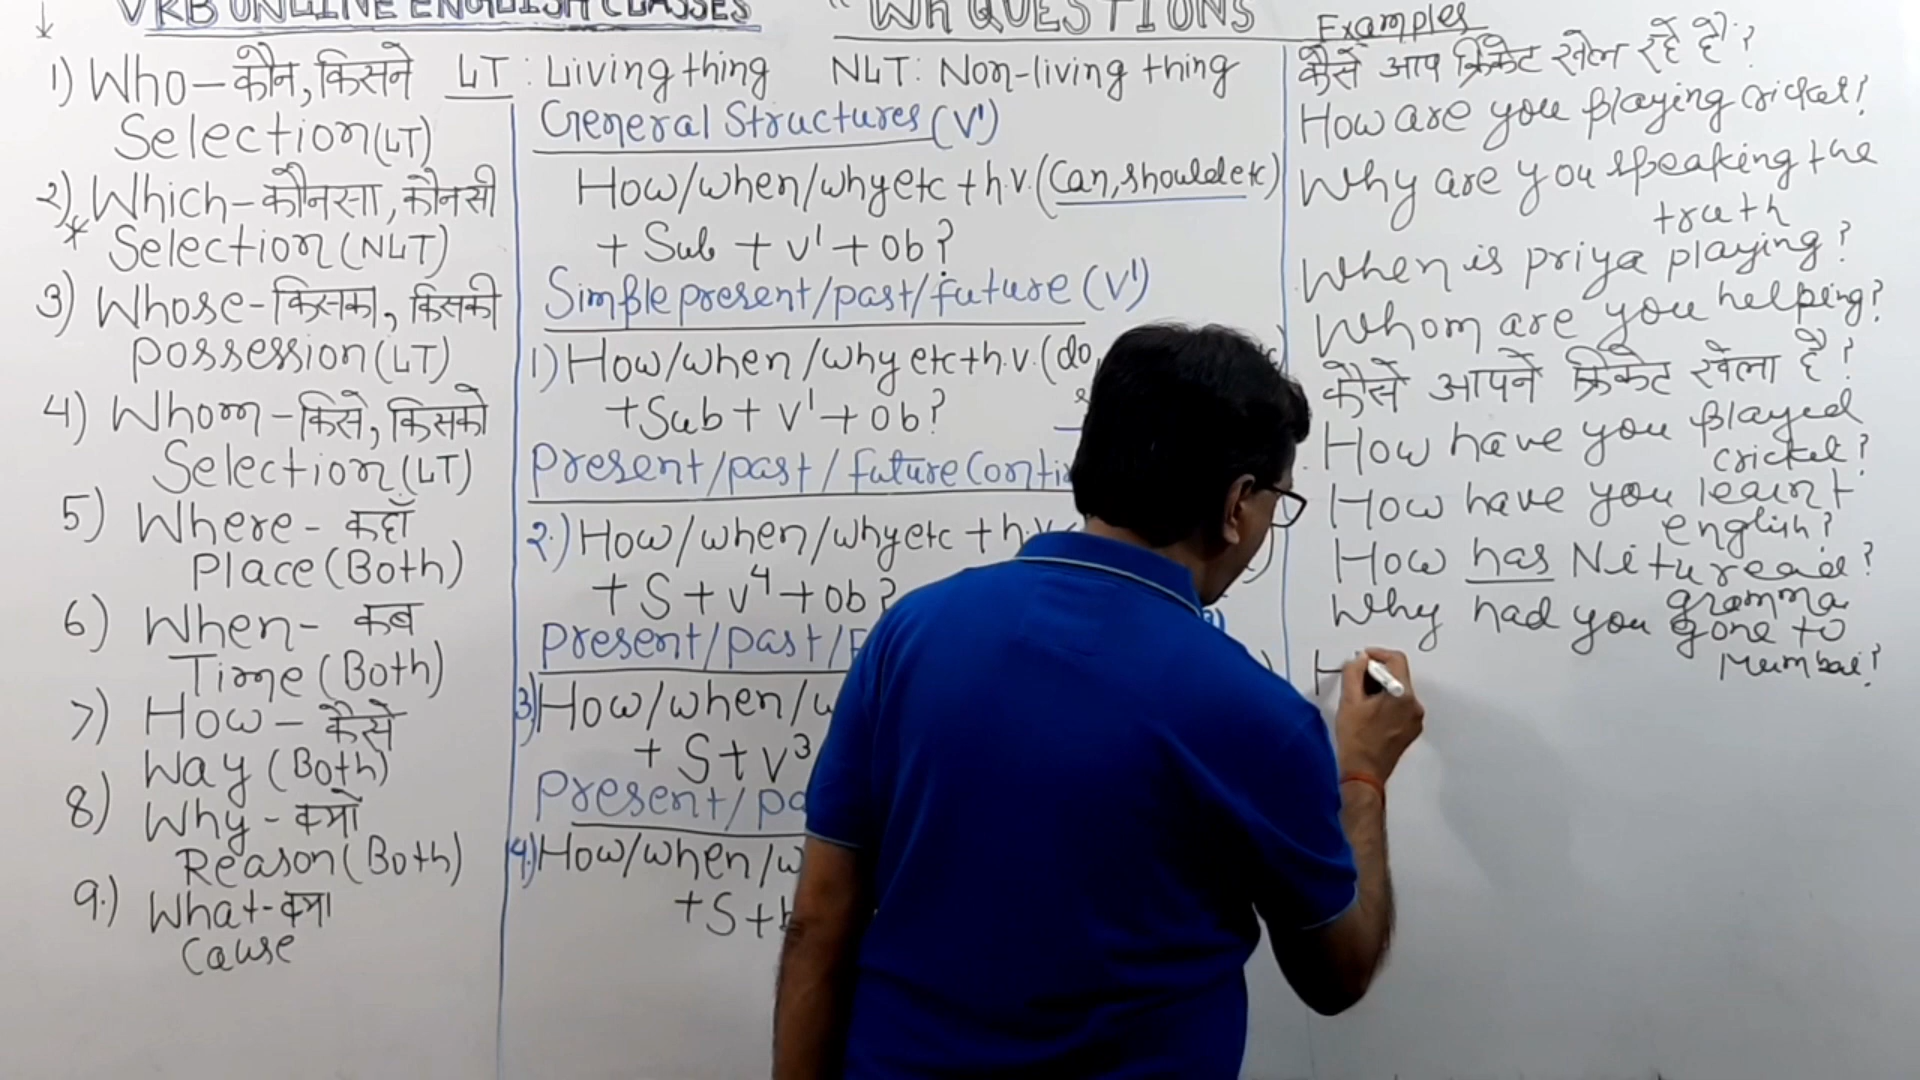 VRB ONLINE ENGLISH CLASSES
"Wh QUESTIONS
1) Who – कौन, किसने
Selection (LT)
2) Which – कौनसा, कौनसी
* Selection (NLT)
3) Whose – किसका, किसकी
Possession (LT)
4) Whom – किसे, किसको
Selection (LT)
5) Where – कहाँ
Place (Both)
6) When – कब
Time (Both)
7) How – कैसे
Way (Both)
8) Why – क्यो
Reason (Both)
9.) What – क्या
Cause
LT : Living thing NLT : Non-living thing
General Structures (V¹)
How/when/why etc + h.v. (Can, should etc)
+ Sub + v¹ + ob?
Simple present/past/future (V¹)
1) How/when/why etc + h.v. (do,
+ Sub + v¹ + ob?
Present/past/future
2.) How/when/why etc + h.v
+ S + v⁴ + ob?
Present/past/
3) How/when/
+ S + v³
Present/
4) How/when/
+ S +
Examples
कैसे आप क्रिकेट खेल रहे हो?
How are you playing cricket?
Why are you speaking the
truth
When is priya playing?
Whom are you helping?
कैसे आपने क्रिकेट खेला है?
How have you played
cricket?
How have you learnt
english?
How has Nitu read?
gramma
Why had you gone to
Mumbai?